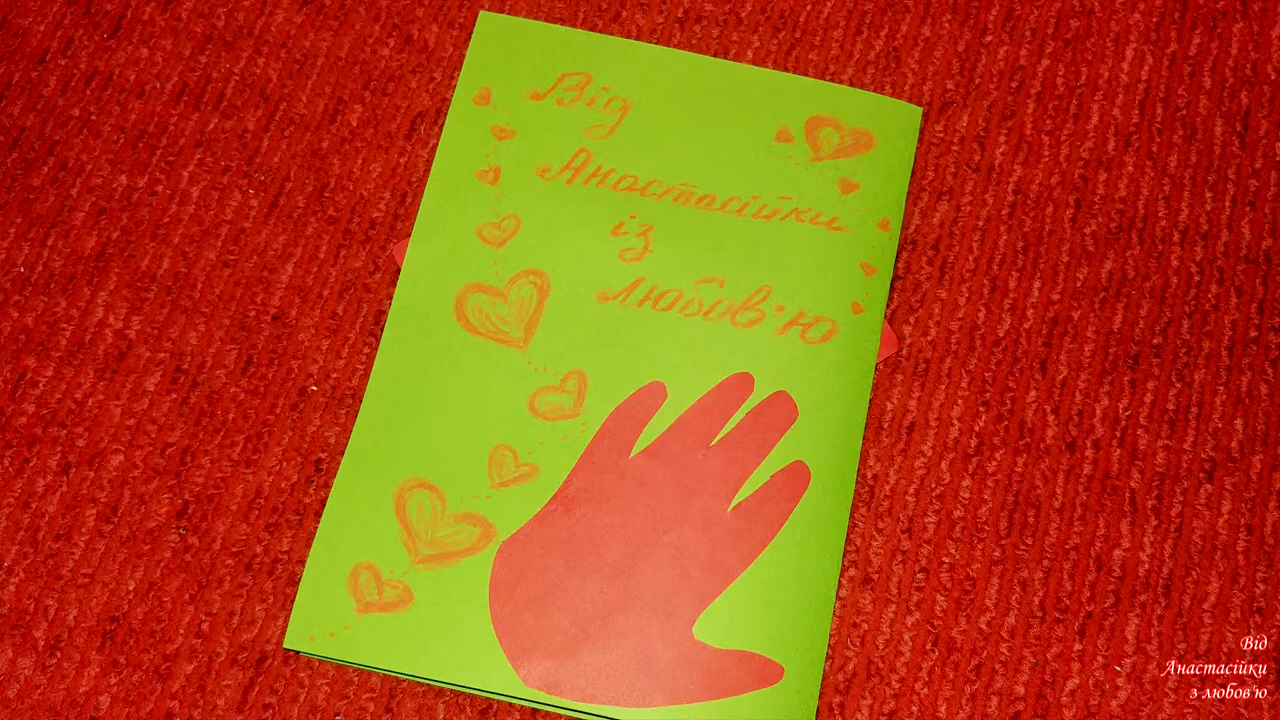 Від
Анастасійки
із
любов'ю
Від
Анастасійки
з любов'ю